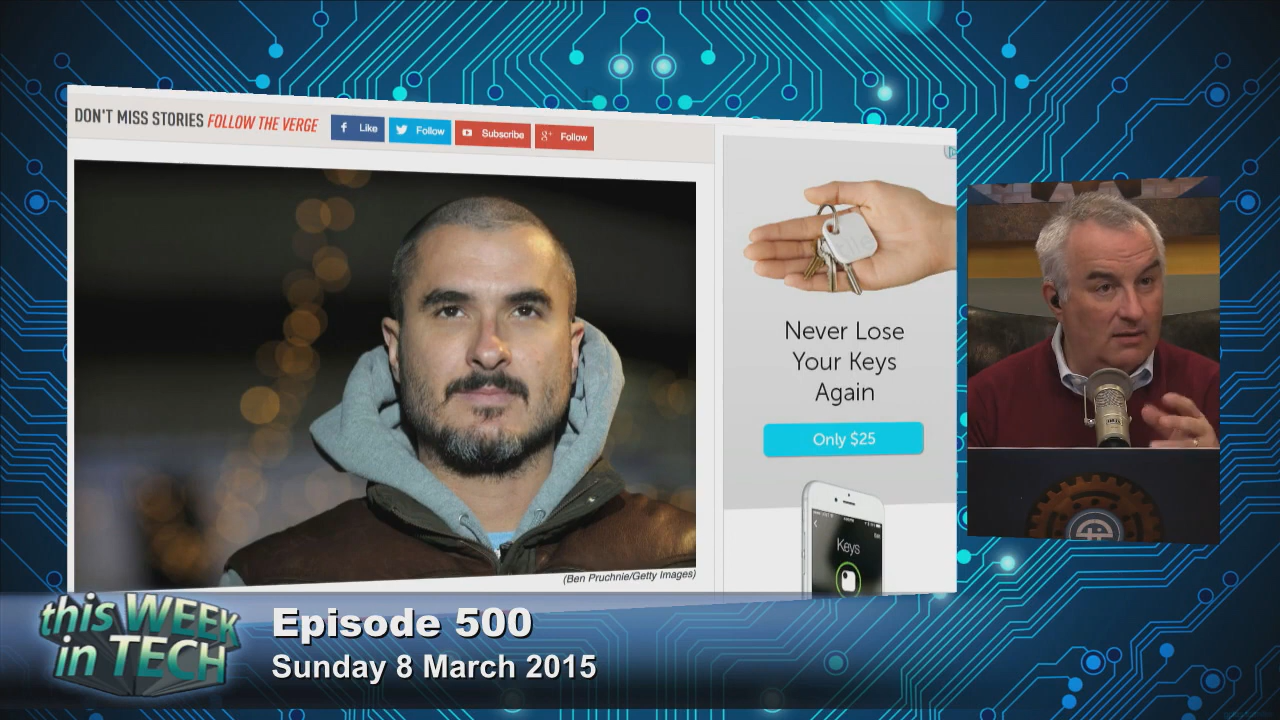 DON'T MISS STORIES FOLLOW THE VERGE
Like
Follow
Subscribe
Follow
tile
Never Lose
Your Keys
Again
Only $25
Keys
(Ben Pruchnie/Getty Images)
this WEEK
in TECH
Episode 500
Sunday 8 March 2015